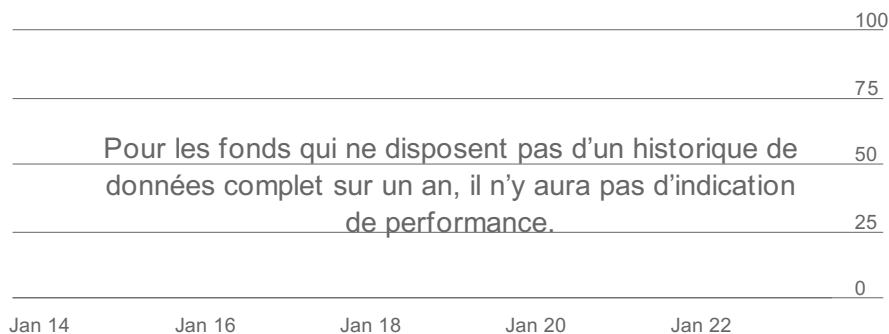 100
75
Pour les fonds qui ne disposent pas d’un historique de
50
données complet sur un an, il n’y aura pas d’indication
de performance.
25
0
Jan 14 Jan 16 Jan 18 Jan 20 Jan 22